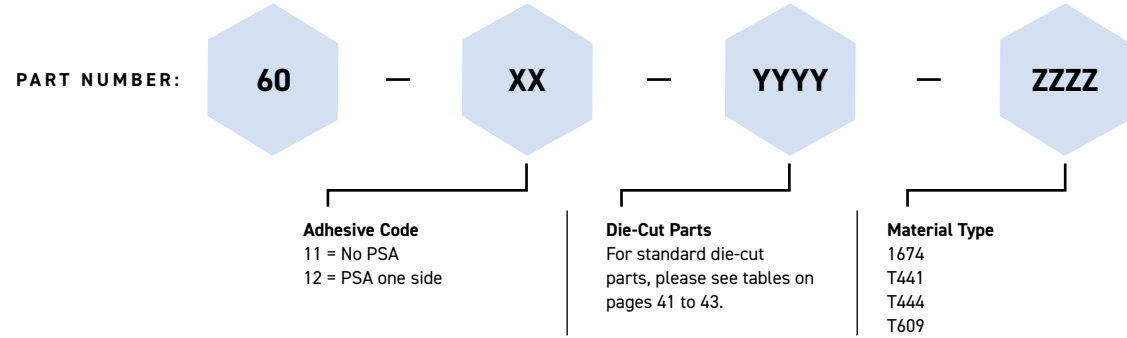 PART NUMBER: 60 — XX — YYYY — ZZZZ
Adhesive Code
11 = No PSA
12 = PSA one side
Die-Cut Parts
For standard die-cut
parts, please see tables on
pages 41 to 43.
Material Type
1674
T441
T444
T609